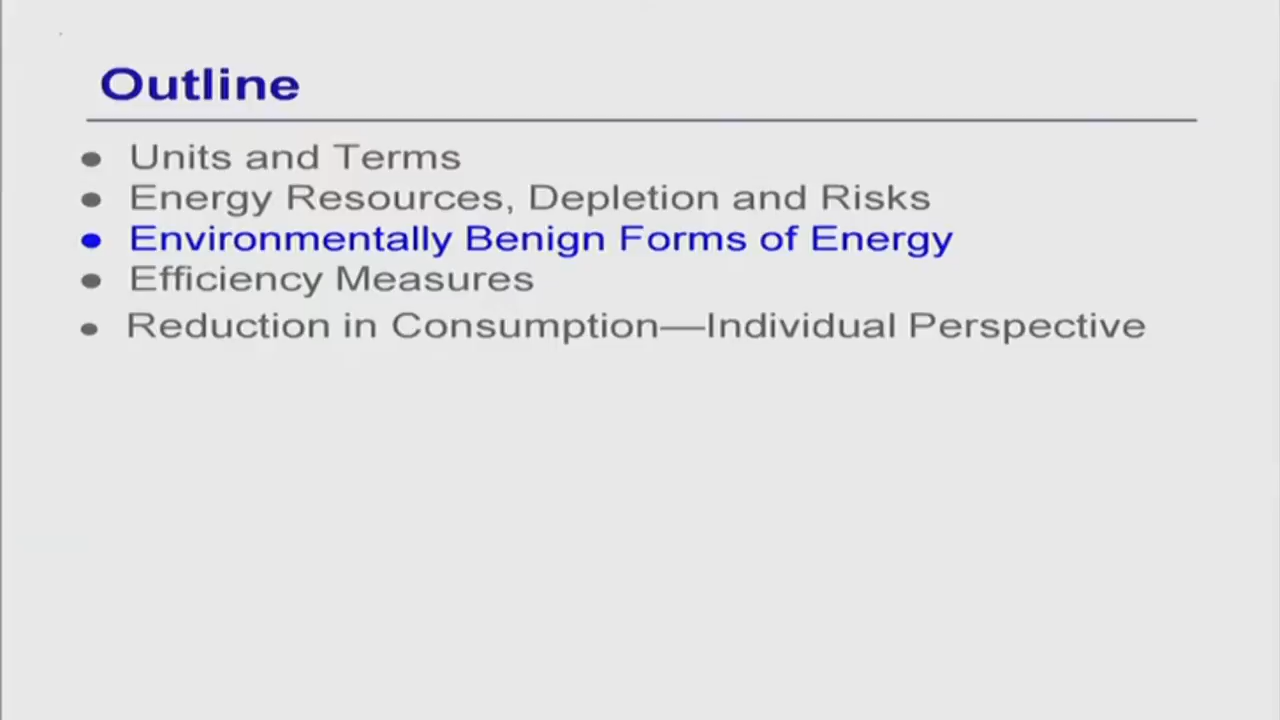 Outline
Units and Terms
Energy Resources, Depletion and Risks
Environmentally Benign Forms of Energy
Efficiency Measures
Reduction in Consumption—Individual Perspective